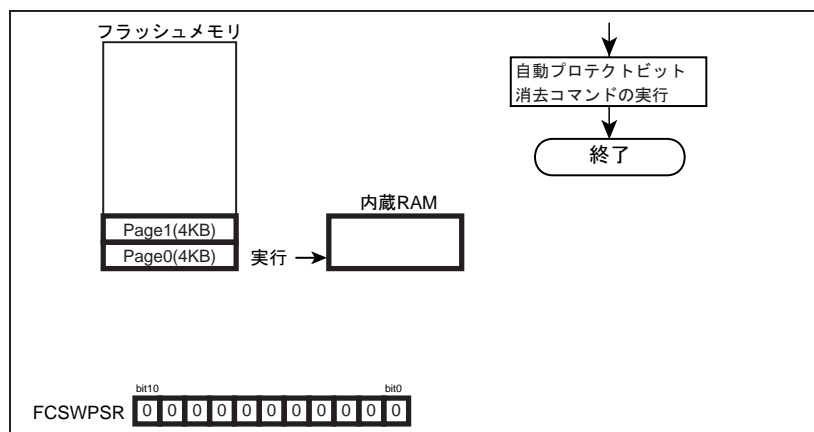 フラッシュメモリ
自動プロテクトビット
消去コマンドの実行
終了
内蔵RAM
Page1(4KB)
Page0(4KB)
実行
bit10
bit0
FCSWPSR
0 0 0 0 0 0 0 0 0 0 0